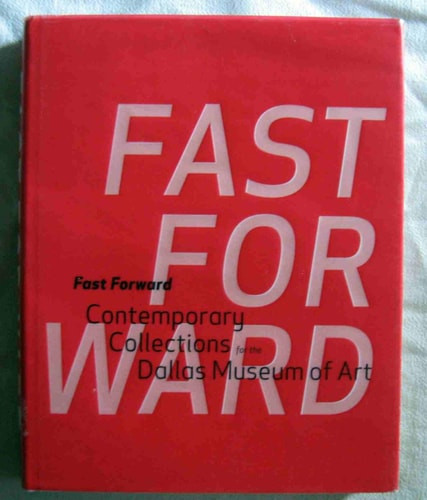 FAST
FOR
WARD
Fast Forward
Contemporary
Collections for the
Dallas Museum of Art